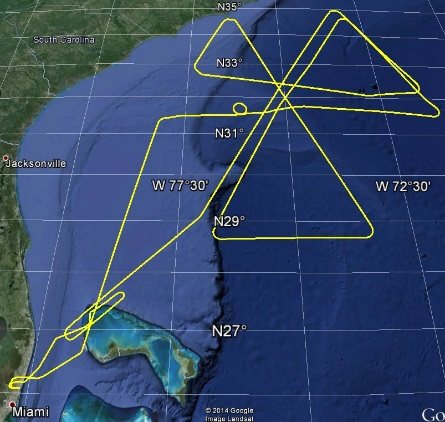 N35°
South Carolina
N33°
N31°
Jacksonville
W 77°30'
W 72°30'
N29°
N27°
Miami
© 2014 Google
Image Landsat
Go